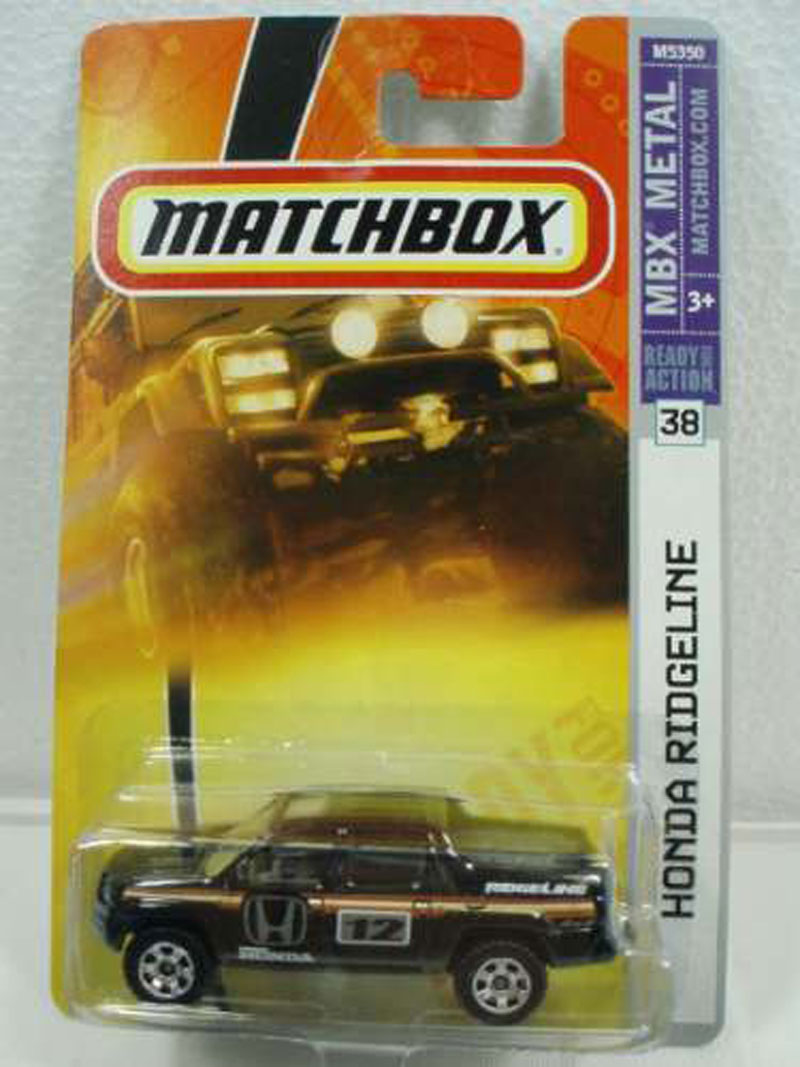 MATCHBOX
M5350
MBX METAL
MATCHBOX.COM
3+
READY FOR ACTION
38
HONDA RIDGELINE
RIDGELINE
12
HONDA